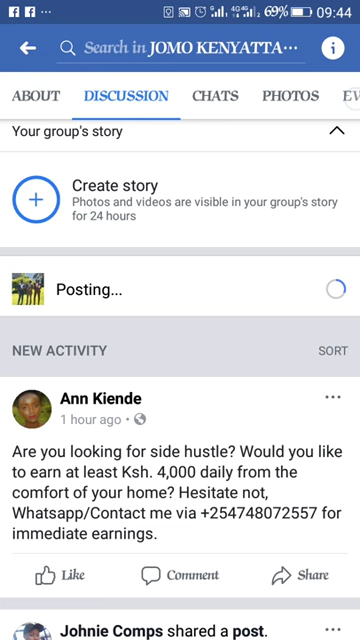 69% 09:44
Search in JOMO KENYATTA...
ABOUT DISCUSSION CHATS PHOTOS EV
Your group's story
Create story
Photos and videos are visible in your group's story
for 24 hours
Posting...
NEW ACTIVITY SORT
Ann Kiende
1 hour ago
Are you looking for side hustle? Would you like
to earn at least Ksh. 4,000 daily from the
comfort of your home? Hesitate not,
Whatsapp/Contact me via +254748072557 for
immediate earnings.
Like Comment Share
Johnie Comps shared a post.